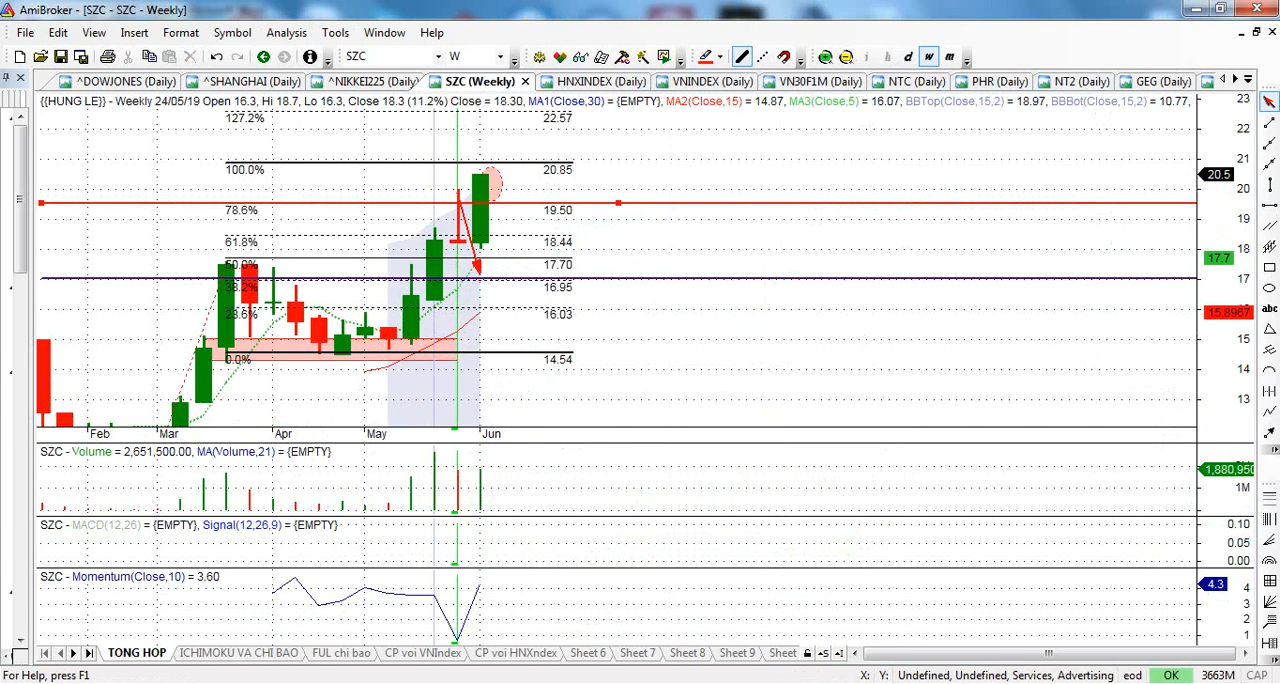 AmiBroker - [SZC - SZC - Weekly]
File Edit View Insert Format Symbol Analysis Tools Window Help
SZC W i h d w m
^DOWJONES (Daily) ^SHANGHAI (Daily) ^NIKKEI225 (Daily) SZC (Weekly) HNXINDEX (Daily) VNINDEX (Daily) VN30F1M (Daily) NTC (Daily) PHR (Daily) NT2 (Daily) GEG (Daily)
{{HUNG LE}} - Weekly 24/05/19 Open 16.3, Hi 18.7, Lo 16.3, Close 18.3 (11.2%) Close = 18.30, MA1(Close,30) = {EMPTY}, MA2(Close,15) = 14.87, MA3(Close,5) = 16.07, BBTop(Close,15,2) = 18.97, BBBot(Close,15,2) = 10.77,
23
127.2% 22.57
22
21
100.0% 20.85
20.5
20
78.6% 19.50
19
61.8% 18.44
18
17.7
50.0% 17.70
17
38.2% 16.95
23.6% 16.03
15.8967
15
0.0% 14.54
14
13
Feb Mar Apr May Jun
abc
SZC - Volume = 2,651,500.00, MA(Volume,21) = {EMPTY}
1,880,950
1M
SZC - MACD(12,26) = {EMPTY}, Signal(12,26,9) = {EMPTY}
0.10
0.05
0.00
SZC - Momentum(Close,10) = 3.60
4.3
4
3
2
1
TONG HOP ICHIMOKU VA CHI BAO FUL chi bao CP voi VNIndex CP voi HNXndex Sheet 6 Sheet 7 Sheet 8 Sheet 9 Sheet
For Help, press F1 X: Y: Undefined, Undefined, Services, Advertising eod OK 3663M CAP